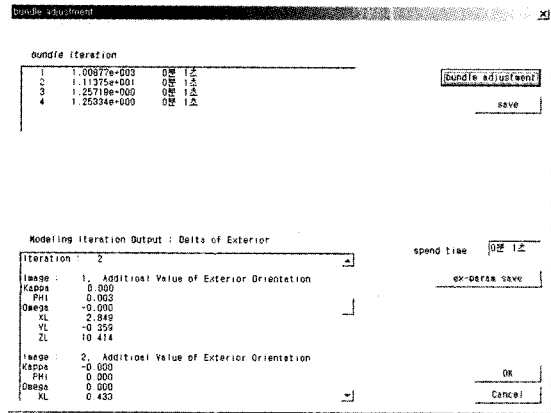 bundle adjustment
bundle iteration
1 1.00877e+003 0분 1초
2 1.11375e+001 0분 1초
3 1.25719e+000 0분 1초
4 1.25334e+000 0분 1초
bundle adjustment
save
Modeling Iteration Output : Delta of Exterior
Iteration : 2
Image : 1, Additioal Value of Exterior Orientation
Kappa 0.000
PHI 0.003
Omega -0.000
XL 2.849
YL -0.359
ZL 10.414
Image : 2, Additioal Value of Exterior Orientation
Kappa -0.000
PHI 0.000
Omega 0.000
XL 0.433
spend time 0분 1초
ex-param save
OK
Cancel